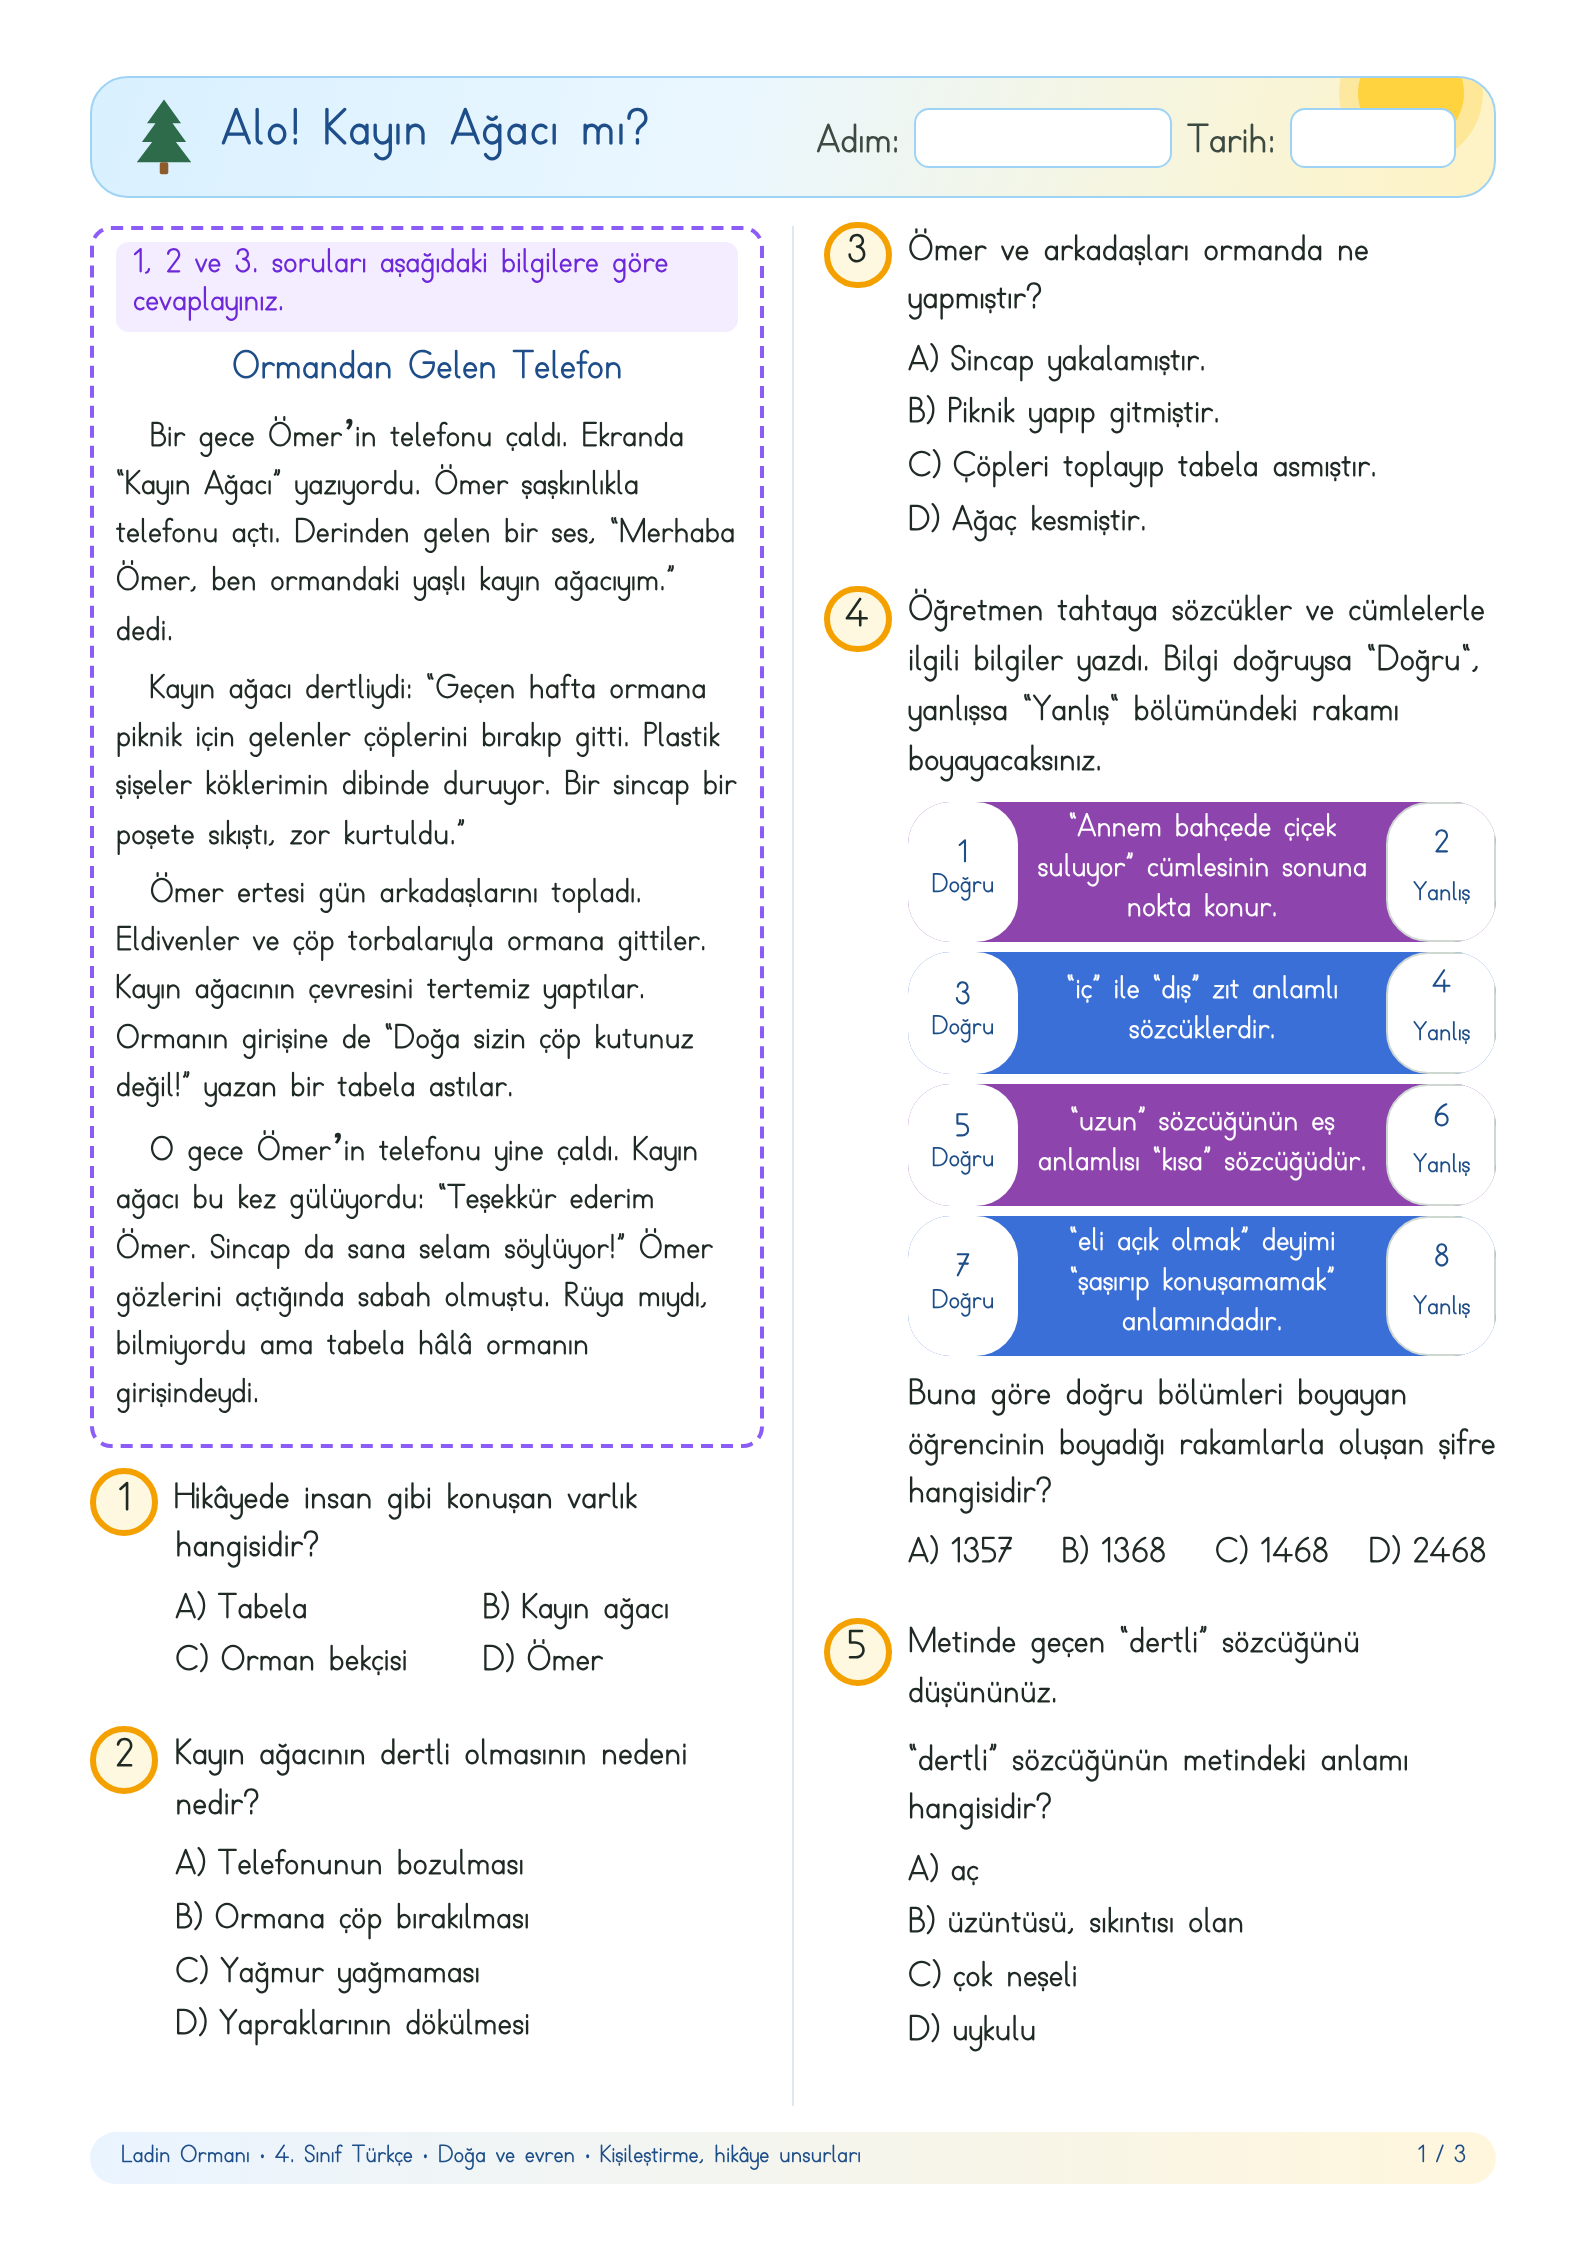 Alo! Kayın Ağacı mı?
Adım:
Tarih:
1, 2 ve 3. soruları aşağıdaki bilgilere göre
cevaplayınız.
Ormandan Gelen Telefon
Bir gece Ömer’in telefonu çaldı. Ekranda
“Kayın Ağacı” yazıyordu. Ömer şaşkınlıkla
telefonu açtı. Derinden gelen bir ses, “Merhaba
Ömer, ben ormandaki yaşlı kayın ağacıyım.”
dedi.
Kayın ağacı dertliydi: “Geçen hafta ormana
piknik için gelenler çöplerini bırakıp gitti. Plastik
şişeler köklerimin dibinde duruyor. Bir sincap bir
poşete sıkıştı, zor kurtuldu.”
Ömer ertesi gün arkadaşlarını topladı.
Eldivenler ve çöp torbalarıyla ormana gittiler.
Kayın ağacının çevresini tertemiz yaptılar.
Ormanın girişine de “Doğa sizin çöp kutunuz
değil!” yazan bir tabela astılar.
O gece Ömer’in telefonu yine çaldı. Kayın
ağacı bu kez gülüyordu: “Teşekkür ederim
Ömer. Sincap da sana selam söylüyor!” Ömer
gözlerini açtığında sabah olmuştu. Rüya mıydı,
bilmiyordu ama tabela hâlâ ormanın
girişindeydi.
1
Hikâyede insan gibi konuşan varlık
hangisidir?
A) Tabela
B) Kayın ağacı
C) Orman bekçisi
D) Ömer
2
Kayın ağacının dertli olmasının nedeni
nedir?
A) Telefonunun bozulması
B) Ormana çöp bırakılması
C) Yağmur yağmaması
D) Yapraklarının dökülmesi
3
Ömer ve arkadaşları ormanda ne
yapmıştır?
A) Sincap yakalamıştır.
B) Piknik yapıp gitmiştir.
C) Çöpleri toplayıp tabela asmıştır.
D) Ağaç kesmiştir.
4
Öğretmen tahtaya sözcükler ve cümlelerle
ilgili bilgiler yazdı. Bilgi doğruysa “Doğru“,
yanlışsa “Yanlış“ bölümündeki rakamı
boyayacaksınız.
1
Doğru
“Annem bahçede çiçek
suluyor” cümlesinin sonuna
nokta konur.
2
Yanlış
3
Doğru
“iç” ile “dış” zıt anlamlı
sözcüklerdir.
4
Yanlış
5
Doğru
“uzun” sözcüğünün eş
anlamlısı “kısa” sözcüğüdür.
6
Yanlış
7
Doğru
“eli açık olmak” deyimi
“şaşırıp konuşamamak”
anlamındadır.
8
Yanlış
Buna göre doğru bölümleri boyayan
öğrencinin boyadığı rakamlarla oluşan şifre
hangisidir?
A) 1357 B) 1368 C) 1468 D) 2468
5
Metinde geçen “dertli” sözcüğünü
düşününüz.
“dertli” sözcüğünün metindeki anlamı
hangisidir?
A) aç
B) üzüntüsü, sıkıntısı olan
C) çok neşeli
D) uykulu
Ladin Ormanı • 4. Sınıf Türkçe • Doğa ve evren • Kişileştirme, hikâye unsurları
1 / 3